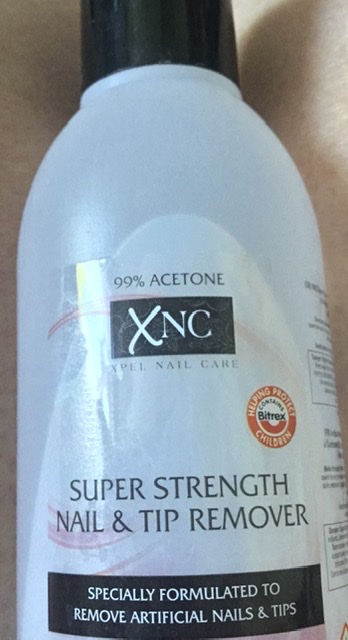 99% ACETONE
XNC
XPEL NAIL CARE
HELPING PROTECT
CONTAINS
Bitrex
CHILDREN
SUPER STRENGTH
NAIL & TIP REMOVER
SPECIALLY FORMULATED TO
REMOVE ARTIFICIAL NAILS & TIPS